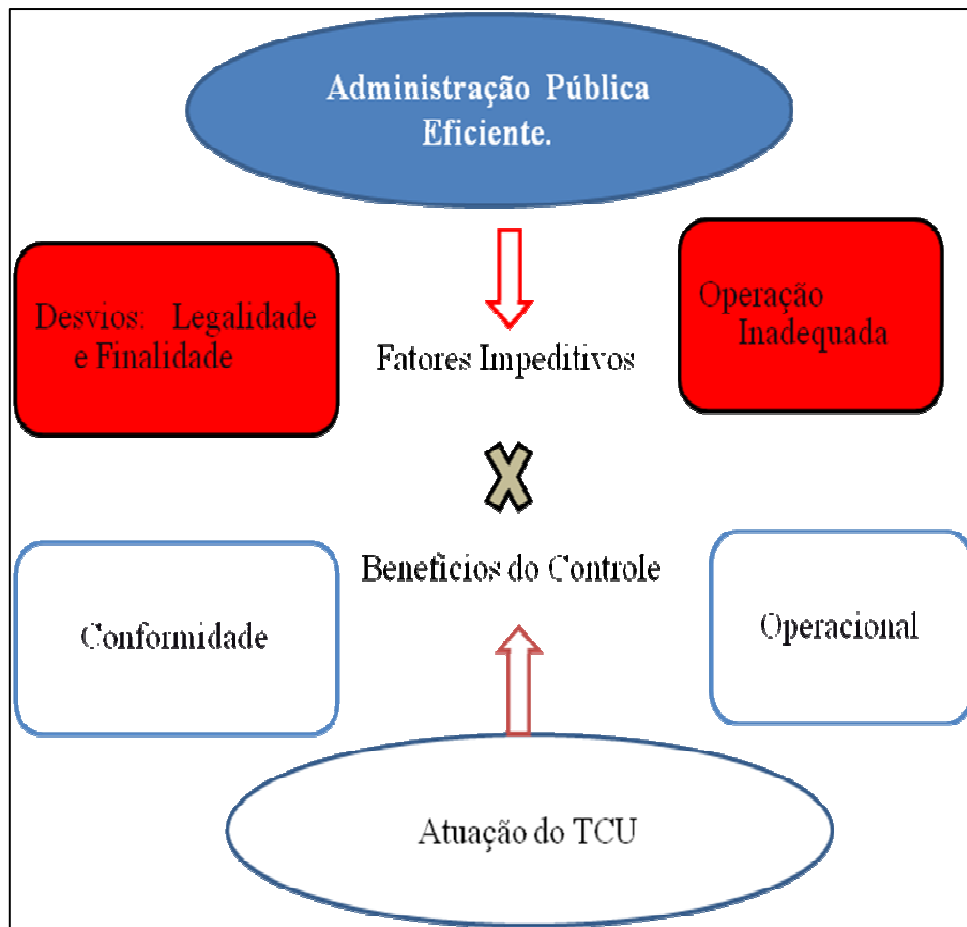 Administração Pública
Eficiente.
Desvios: Legalidade
e Finalidade
Operação
Inadequada
Fatores Impeditivos
X
Benefícios do Controle
Conformidade
Operacional
Atuação do TCU